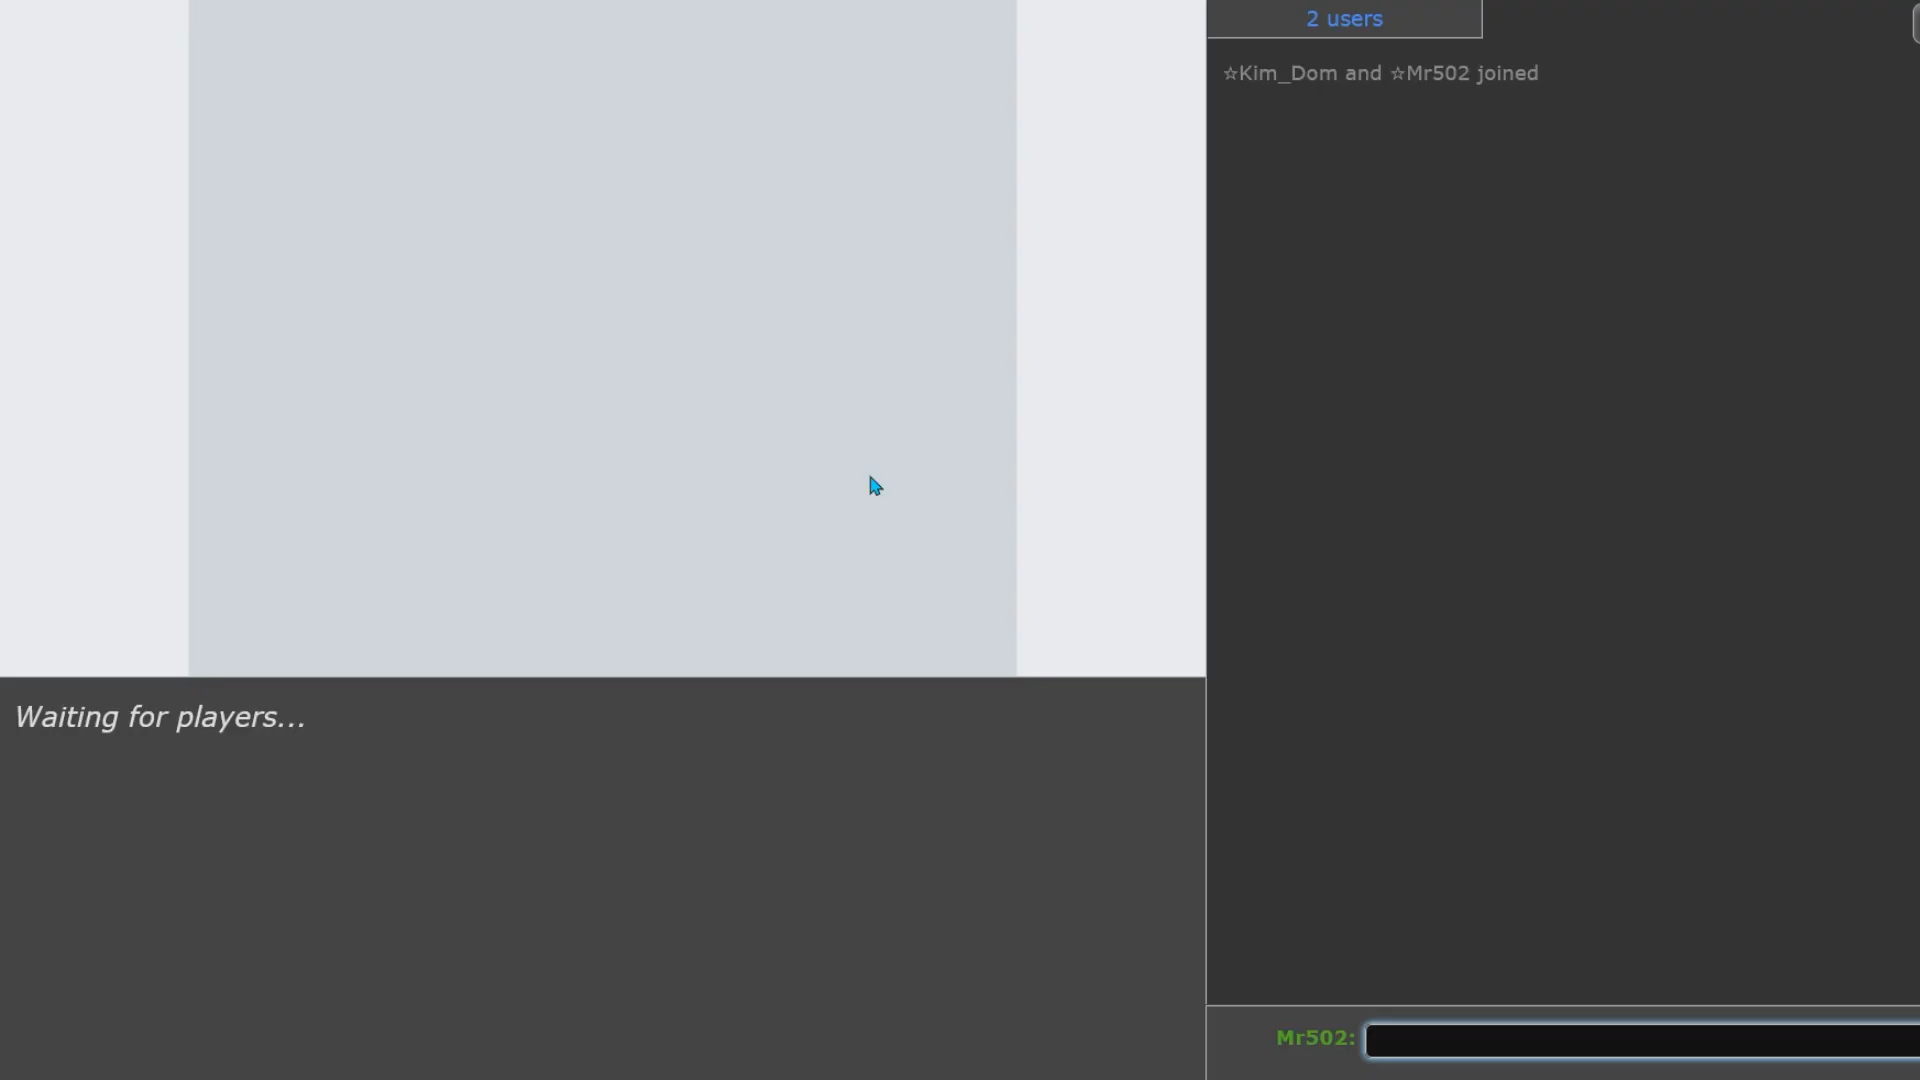 2 users
☆Kim_Dom and ☆Mr502 joined
Waiting for players...
Mr502: